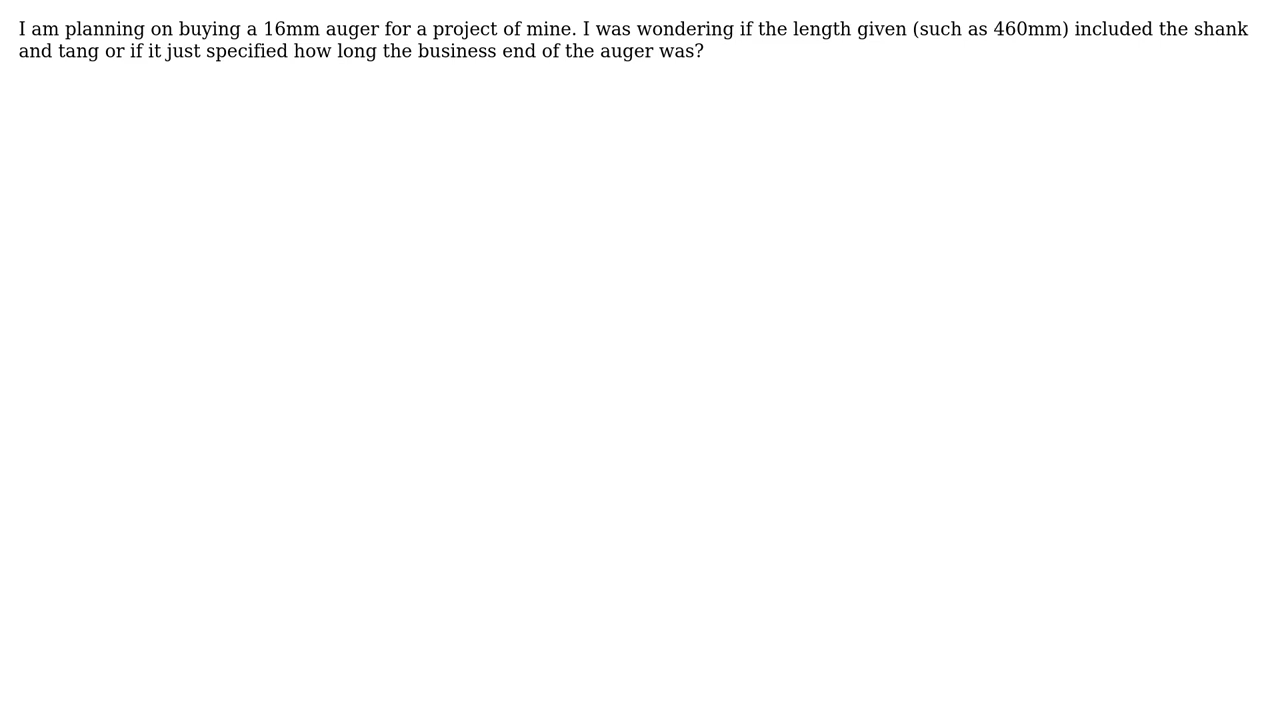 I am planning on buying a 16mm auger for a project of mine. I was wondering if the length given (such as 460mm) included the shank
and tang or if it just specified how long the business end of the auger was?